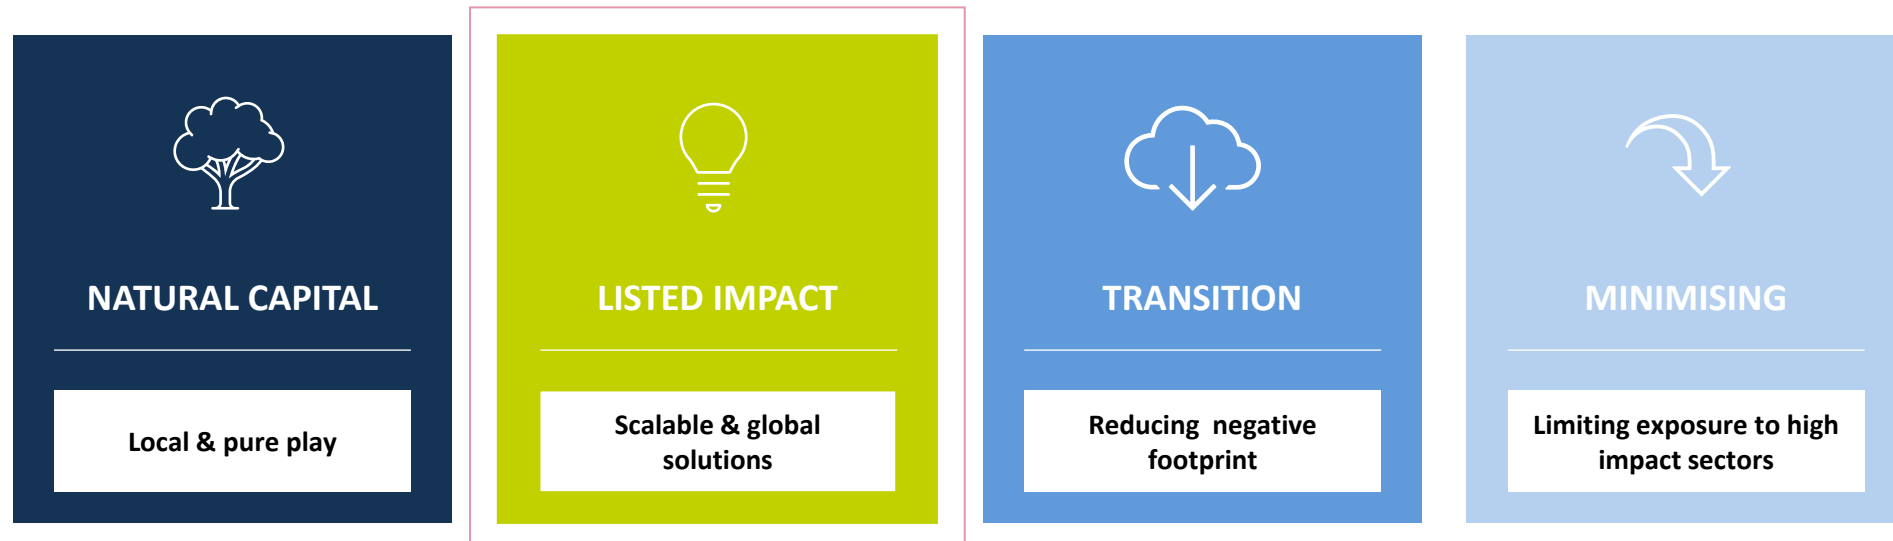 NATURAL CAPITAL
Local & pure play
LISTED IMPACT
Scalable & global
solutions
TRANSITION
Reducing negative
footprint
MINIMISING
Limiting exposure to high
impact sectors